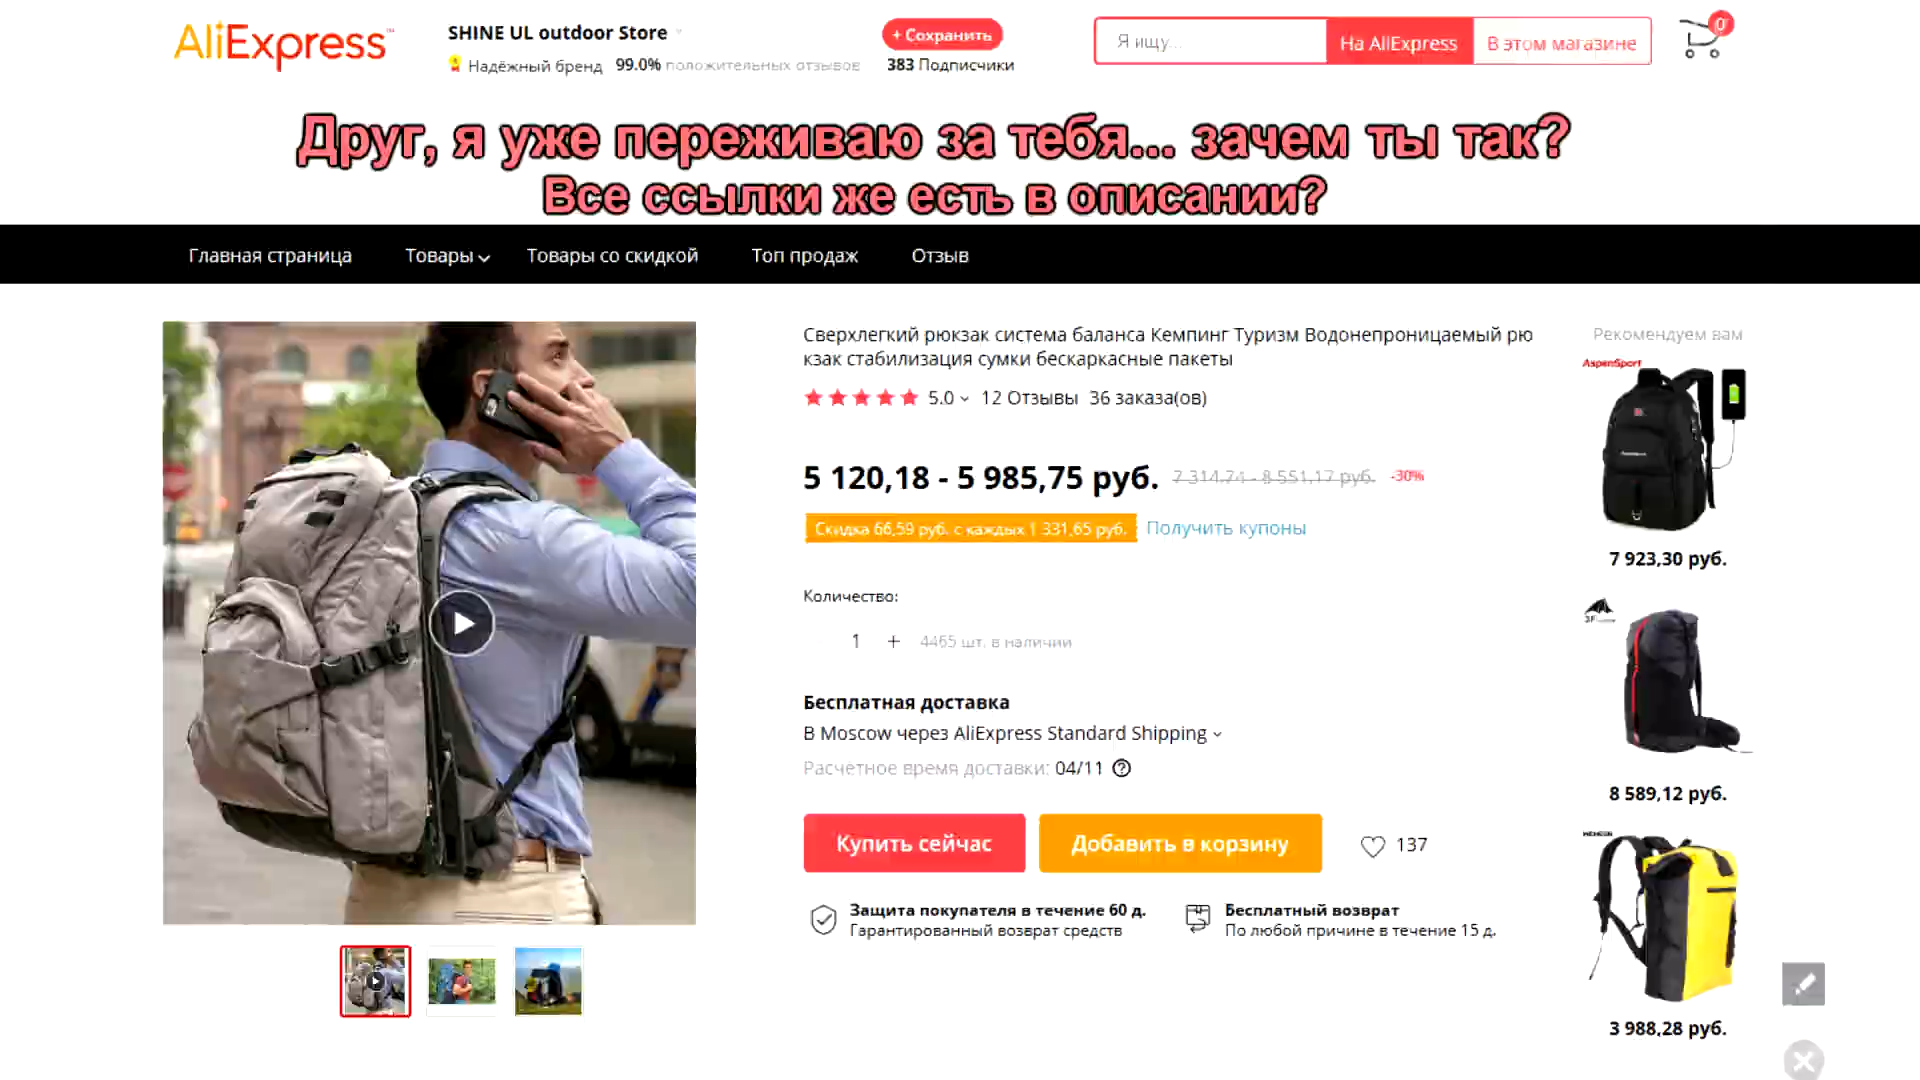 AliExpress
SHINE UL outdoor Store
Надёжный бренд 99.0% положительных отзывов
+ Сохранить
383 Подписчики
Я ищу...
На AliExpress
В этом магазине
0
Друг, я уже переживаю за тебя... зачем ты так?
Все ссылки же есть в описании?
Главная страница Товары Товары со скидкой Топ продаж Отзыв
Сверхлегкий рюкзак система баланса Кемпинг Туризм Водонепроницаемый рю
кзак стабилизация сумки бескаркасные пакеты
5.0 12 Отзывы 36 заказа(ов)
5 120,18 - 5 985,75 руб. 7 314,74 - 8 551,17 руб. -30%
Скидка 66,59 руб. с каждых 1 331,65 руб. Получить купоны
Количество:
1 + 4465 шт. в наличии
Бесплатная доставка
В Moscow через AliExpress Standard Shipping
Расчетное время доставки: 04/11 ?
Купить сейчас
Добавить в корзину
137
Защита покупателя в течение 60 д.
Гарантированный возврат средств
Бесплатный возврат
По любой причине в течение 15 д.
Рекомендуем вам
AspenSport
7 923,30 руб.
3F
8 589,12 руб.
3 988,28 руб.